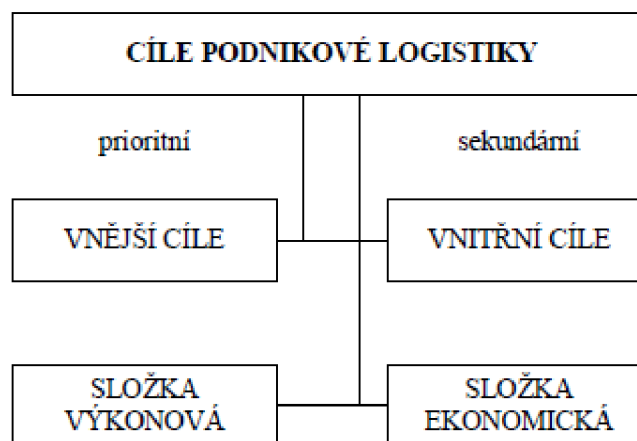 CÍLE PODNIKOVÉ LOGISTIKY
prioritní
sekundární
VNĚJŠÍ CÍLE
VNITŘNÍ CÍLE
SLOŽKA
VÝKONOVÁ
SLOŽKA
EKONOMICKÁ